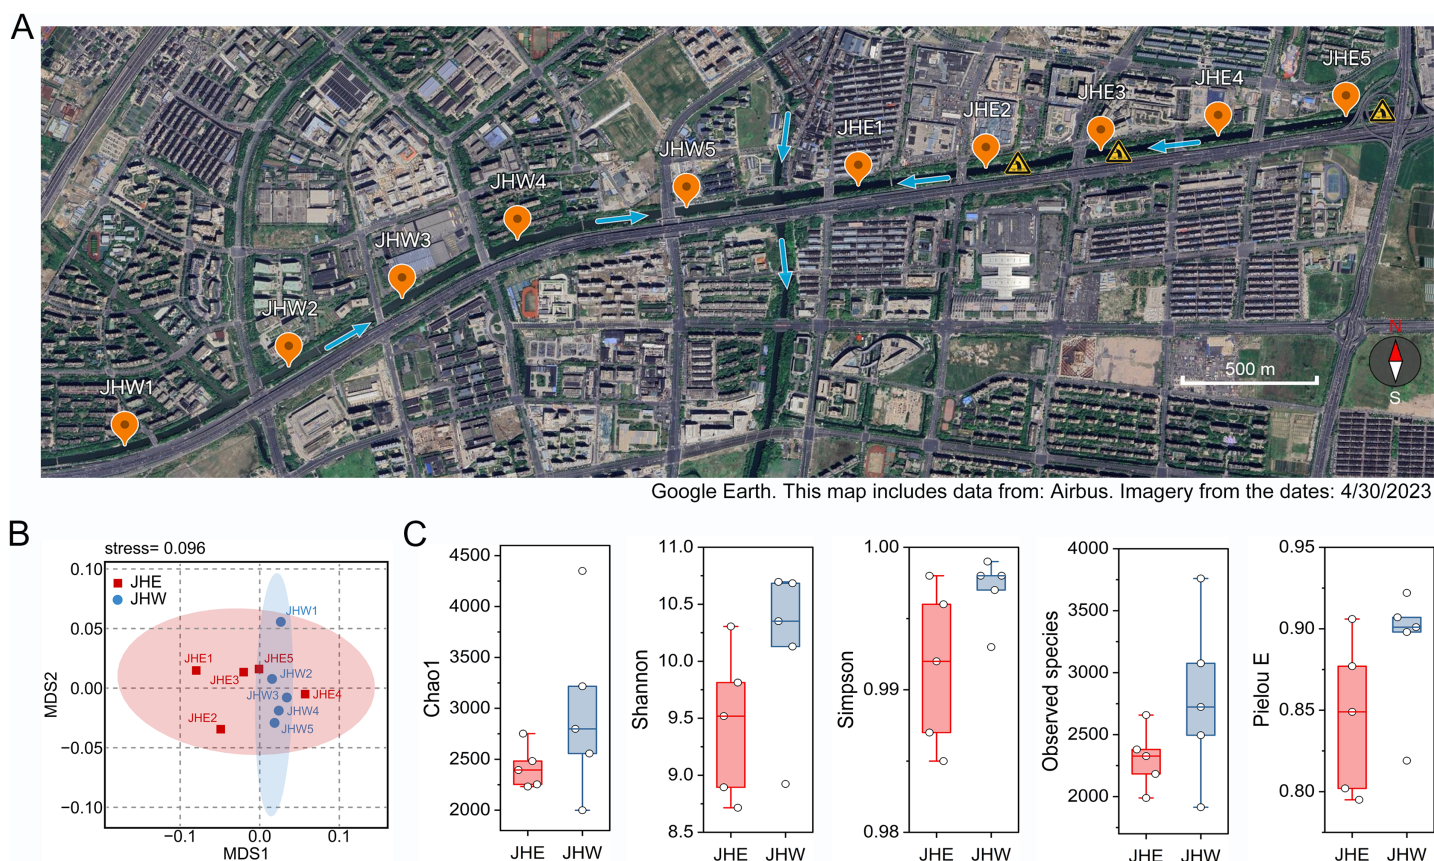 A
JHE5
JHE4
JHE3
JHE2
JHE1
JHW5
JHW4
JHW3
JHW2
JHW1
N
500 m
S
Google Earth. This map includes data from: Airbus. Imagery from the dates: 4/30/2023
B
stress= 0.096
0.10
0.05
0.00
−0.05
−0.10
MDS2
JHE
JHW
JHW1
JHE1
JHE5
JHE3
JHW2
JHW3
JHE4
JHW4
JHE2
JHW5
−0.1
0.0
0.1
MDS1
C
4500
4000
3500
3000
2500
2000
Chao1
JHE JHW
11.0
10.5
10.0
9.5
9.0
8.5
Shannon
JHE JHW
1.00
0.99
0.98
Simpson
JHE JHW
4000
3500
3000
2500
2000
Observed species
JHE JHW
0.95
0.90
0.85
0.80
Pielou E
JHE JHW